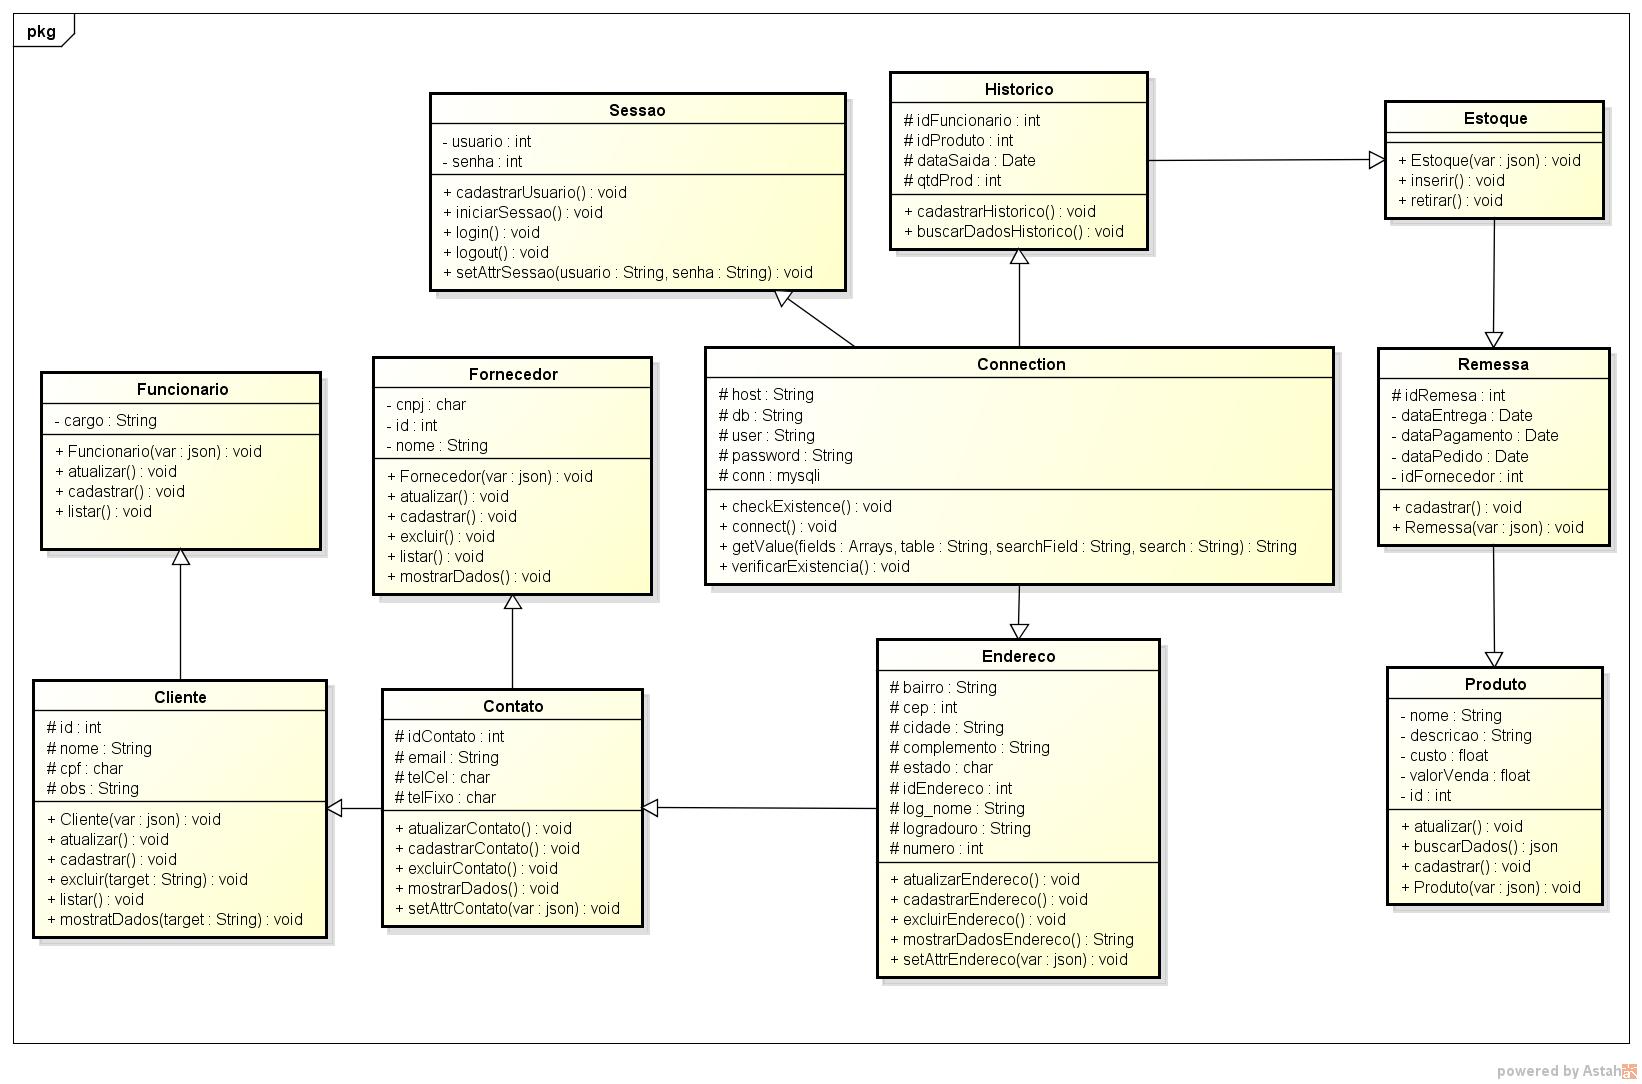 pkg
Sessao
- usuario : int
- senha : int
+ cadastrarUsuario() : void
+ iniciarSessao() : void
+ login() : void
+ logout() : void
+ setAttrSessao(usuario : String, senha : String) : void
Historico
# idFuncionario : int
# idProduto : int
# dataSaida : Date
# qtdProd : int
+ cadastrarHistorico() : void
+ buscarDadosHistorico() : void
Estoque
+ Estoque(var : json) : void
+ inserir() : void
+ retirar() : void
Funcionario
- cargo : String
+ Funcionario(var : json) : void
+ atualizar() : void
+ cadastrar() : void
+ listar() : void
Fornecedor
- cnpj : char
- id : int
- nome : String
+ Fornecedor(var : json) : void
+ atualizar() : void
+ cadastrar() : void
+ excluir() : void
+ listar() : void
+ mostrarDados() : void
Connection
# host : String
# db : String
# user : String
# password : String
# conn : mysqli
+ checkExistence() : void
+ connect() : void
+ getValue(fields : Arrays, table : String, searchField : String, search : String) : String
+ verificarExistencia() : void
Remessa
# idRemesa : int
- dataEntrega : Date
- dataPagamento : Date
- dataPedido : Date
- idFornecedor : int
+ cadastrar() : void
+ Remessa(var : json) : void
Cliente
# id : int
# nome : String
# cpf : char
# obs : String
+ Cliente(var : json) : void
+ atualizar() : void
+ cadastrar() : void
+ excluir(target : String) : void
+ listar() : void
+ mostratDados(target : String) : void
Contato
# idContato : int
# email : String
# telCel : char
# telFixo : char
+ atualizarContato() : void
+ cadastrarContato() : void
+ excluirContato() : void
+ mostrarDados() : void
+ setAttrContato(var : json) : void
Endereco
# bairro : String
# cep : int
# cidade : String
# complemento : String
# estado : char
# idEndereco : int
# log_nome : String
# logradouro : String
# numero : int
+ atualizarEndereco() : void
+ cadastrarEndereco() : void
+ excluirEndereco() : void
+ mostrarDadosEndereco() : String
+ setAttrEndereco(var : json) : void
Produto
- nome : String
- descricao : String
- custo : float
- valorVenda : float
- id : int
+ atualizar() : void
+ buscarDados() : json
+ cadastrar() : void
+ Produto(var : json) : void
powered by Astah